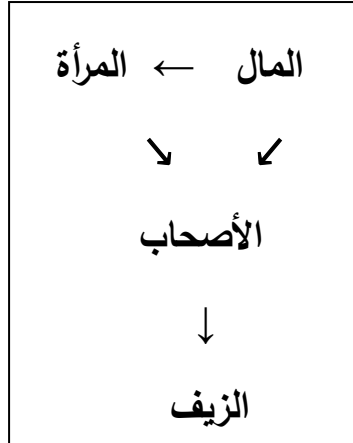 المال ← المرأة
↘ ↙
الأصحاب
↓
الزيف